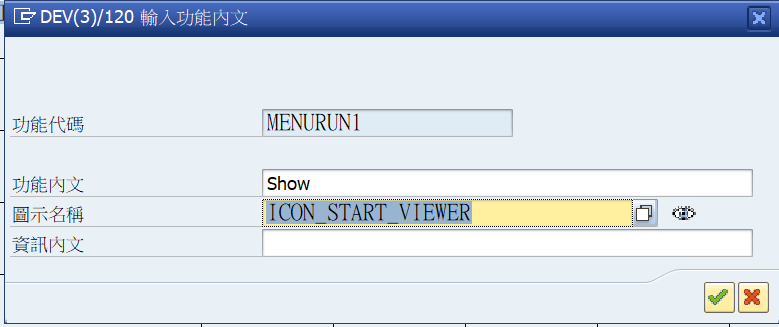 DEV(3)/120 輸入功能內文
功能代碼 MENURUN1
功能內文 Show
圖示名稱 ICON_START_VIEWER
資訊內文